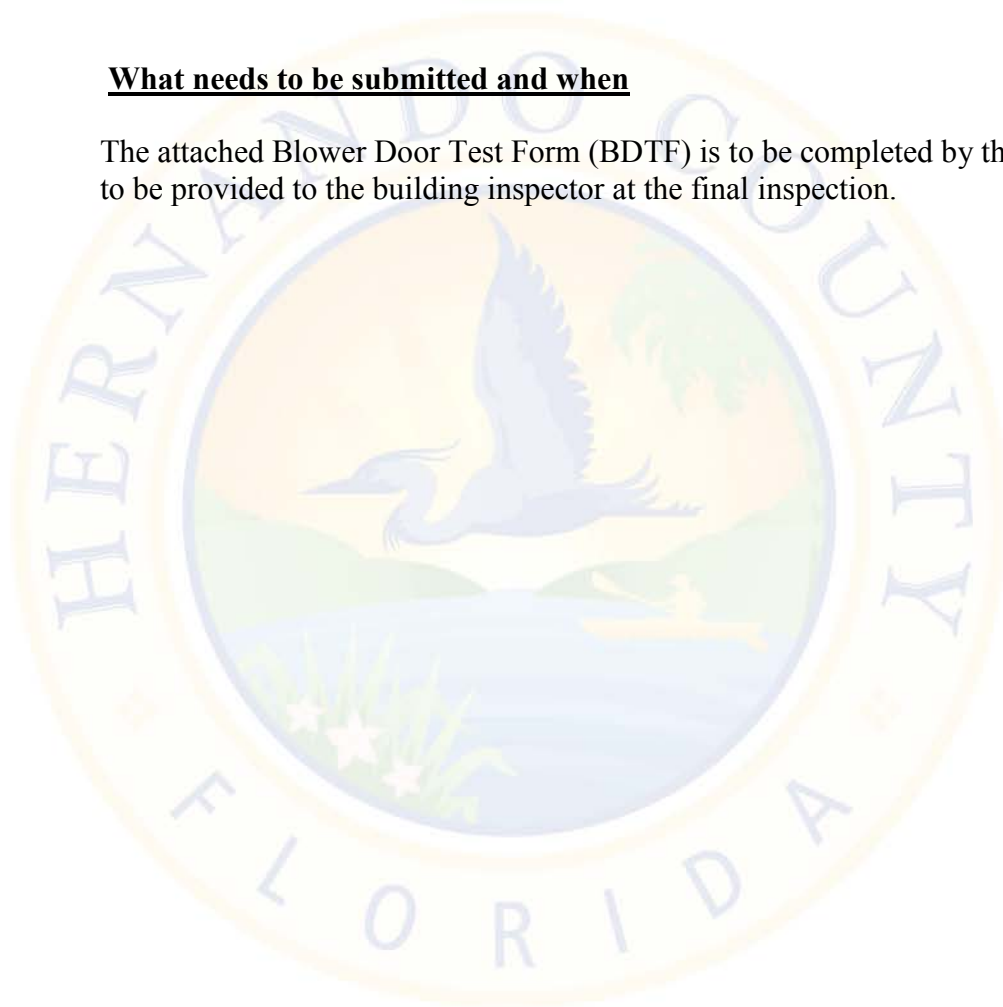 What needs to be submitted and when
The attached Blower Door Test Form (BDTF) is to be completed by th
to be provided to the building inspector at the final inspection.
HERNANDO COUNTY
FLORIDA